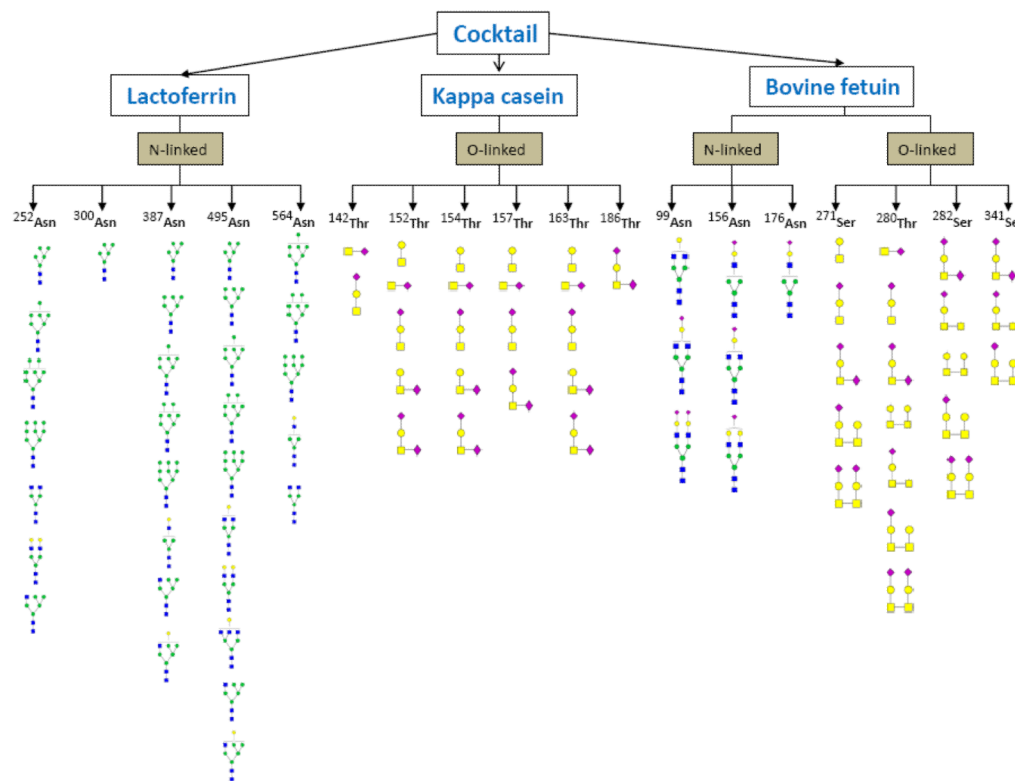 Cocktail
Lactoferrin
Kappa casein
Bovine fetuin
N-linked
O-linked
N-linked
O-linked
252Asn 300Asn 387Asn 495Asn 564Asn 142Thr 152Thr 154Thr 157Thr 163Thr 186Thr 99Asn 156Asn 176Asn 271Ser 280Thr 282Ser 341Se